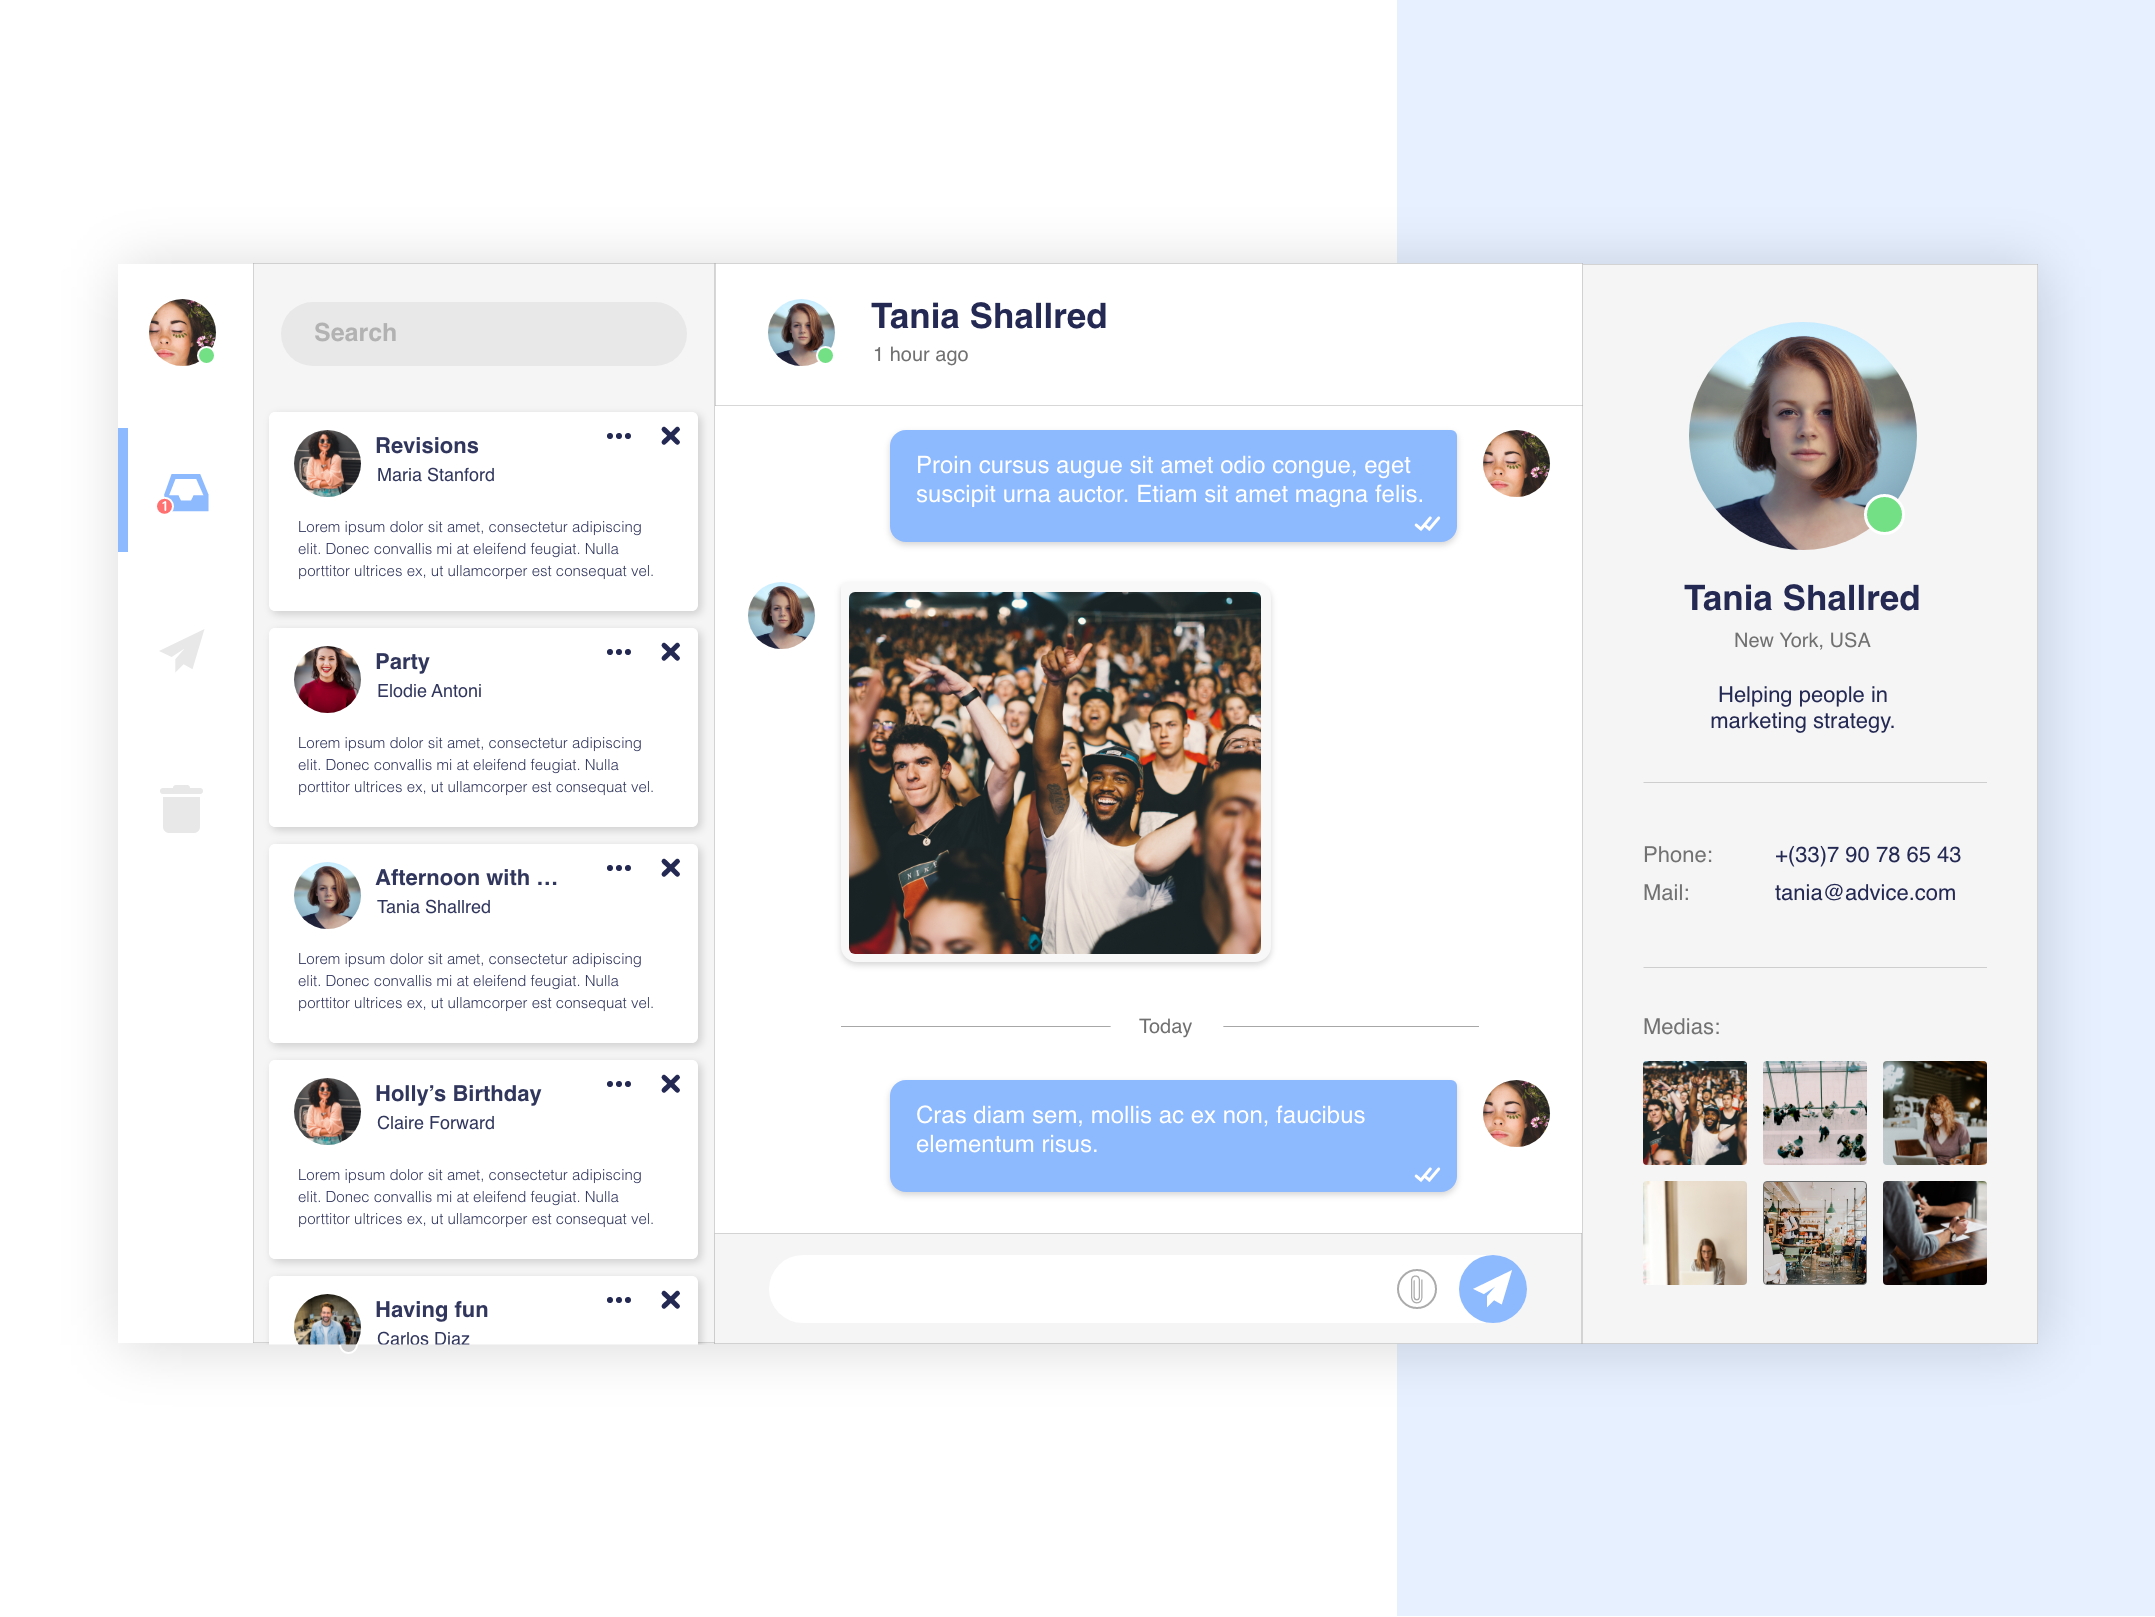 Search
1
Revisions
Maria Stanford
Lorem ipsum dolor sit amet, consectetur adipiscing
elit. Donec convallis mi at eleifend feugiat. Nulla
porttitor ultrices ex, ut ullamcorper est consequat vel.
Party
Elodie Antoni
Lorem ipsum dolor sit amet, consectetur adipiscing
elit. Donec convallis mi at eleifend feugiat. Nulla
porttitor ultrices ex, ut ullamcorper est consequat vel.
Afternoon with ...
Tania Shallred
Lorem ipsum dolor sit amet, consectetur adipiscing
elit. Donec convallis mi at eleifend feugiat. Nulla
porttitor ultrices ex, ut ullamcorper est consequat vel.
Holly’s Birthday
Claire Forward
Lorem ipsum dolor sit amet, consectetur adipiscing
elit. Donec convallis mi at eleifend feugiat. Nulla
porttitor ultrices ex, ut ullamcorper est consequat vel.
Having fun
Carlos Diaz
Tania Shallred
1 hour ago
Proin cursus augue sit amet odio congue, eget
suscipit urna auctor. Etiam sit amet magna felis.
Today
Cras diam sem, mollis ac ex non, faucibus
elementum risus.
Tania Shallred
New York, USA
Helping people in
marketing strategy.
Phone: +(33)7 90 78 65 43
Mail: tania@advice.com
Medias: